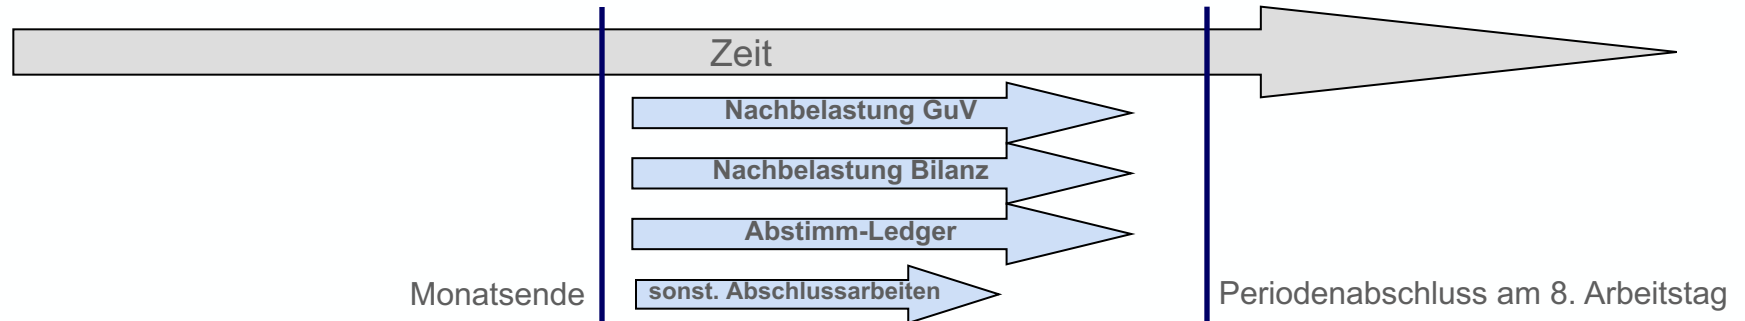 Zeit
Nachbelastung GuV
Nachbelastung Bilanz
Abstimm-Ledger
sonst. Abschlussarbeiten
Monatsende
Periodenabschluss am 8. Arbeitstag